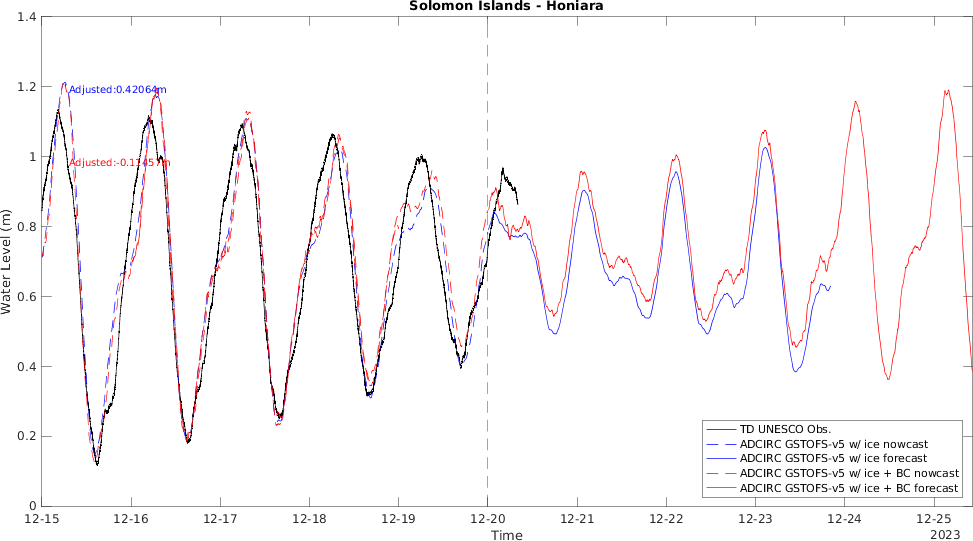 Solomon Islands - Honiara
1.4
1.2
1
0.8
0.6
0.4
0.2
0
Water Level (m)
Adjusted:0.42064m
Adjusted:-0.13457m
TD UNESCO Obs.
ADCIRC GSTOFS-v5 w/ ice nowcast
ADCIRC GSTOFS-v5 w/ ice forecast
ADCIRC GSTOFS-v5 w/ ice + BC nowcast
ADCIRC GSTOFS-v5 w/ ice + BC forecast
12-15 12-16 12-17 12-18 12-19 12-20 12-21 12-22 12-23 12-24 12-25
Time
2023